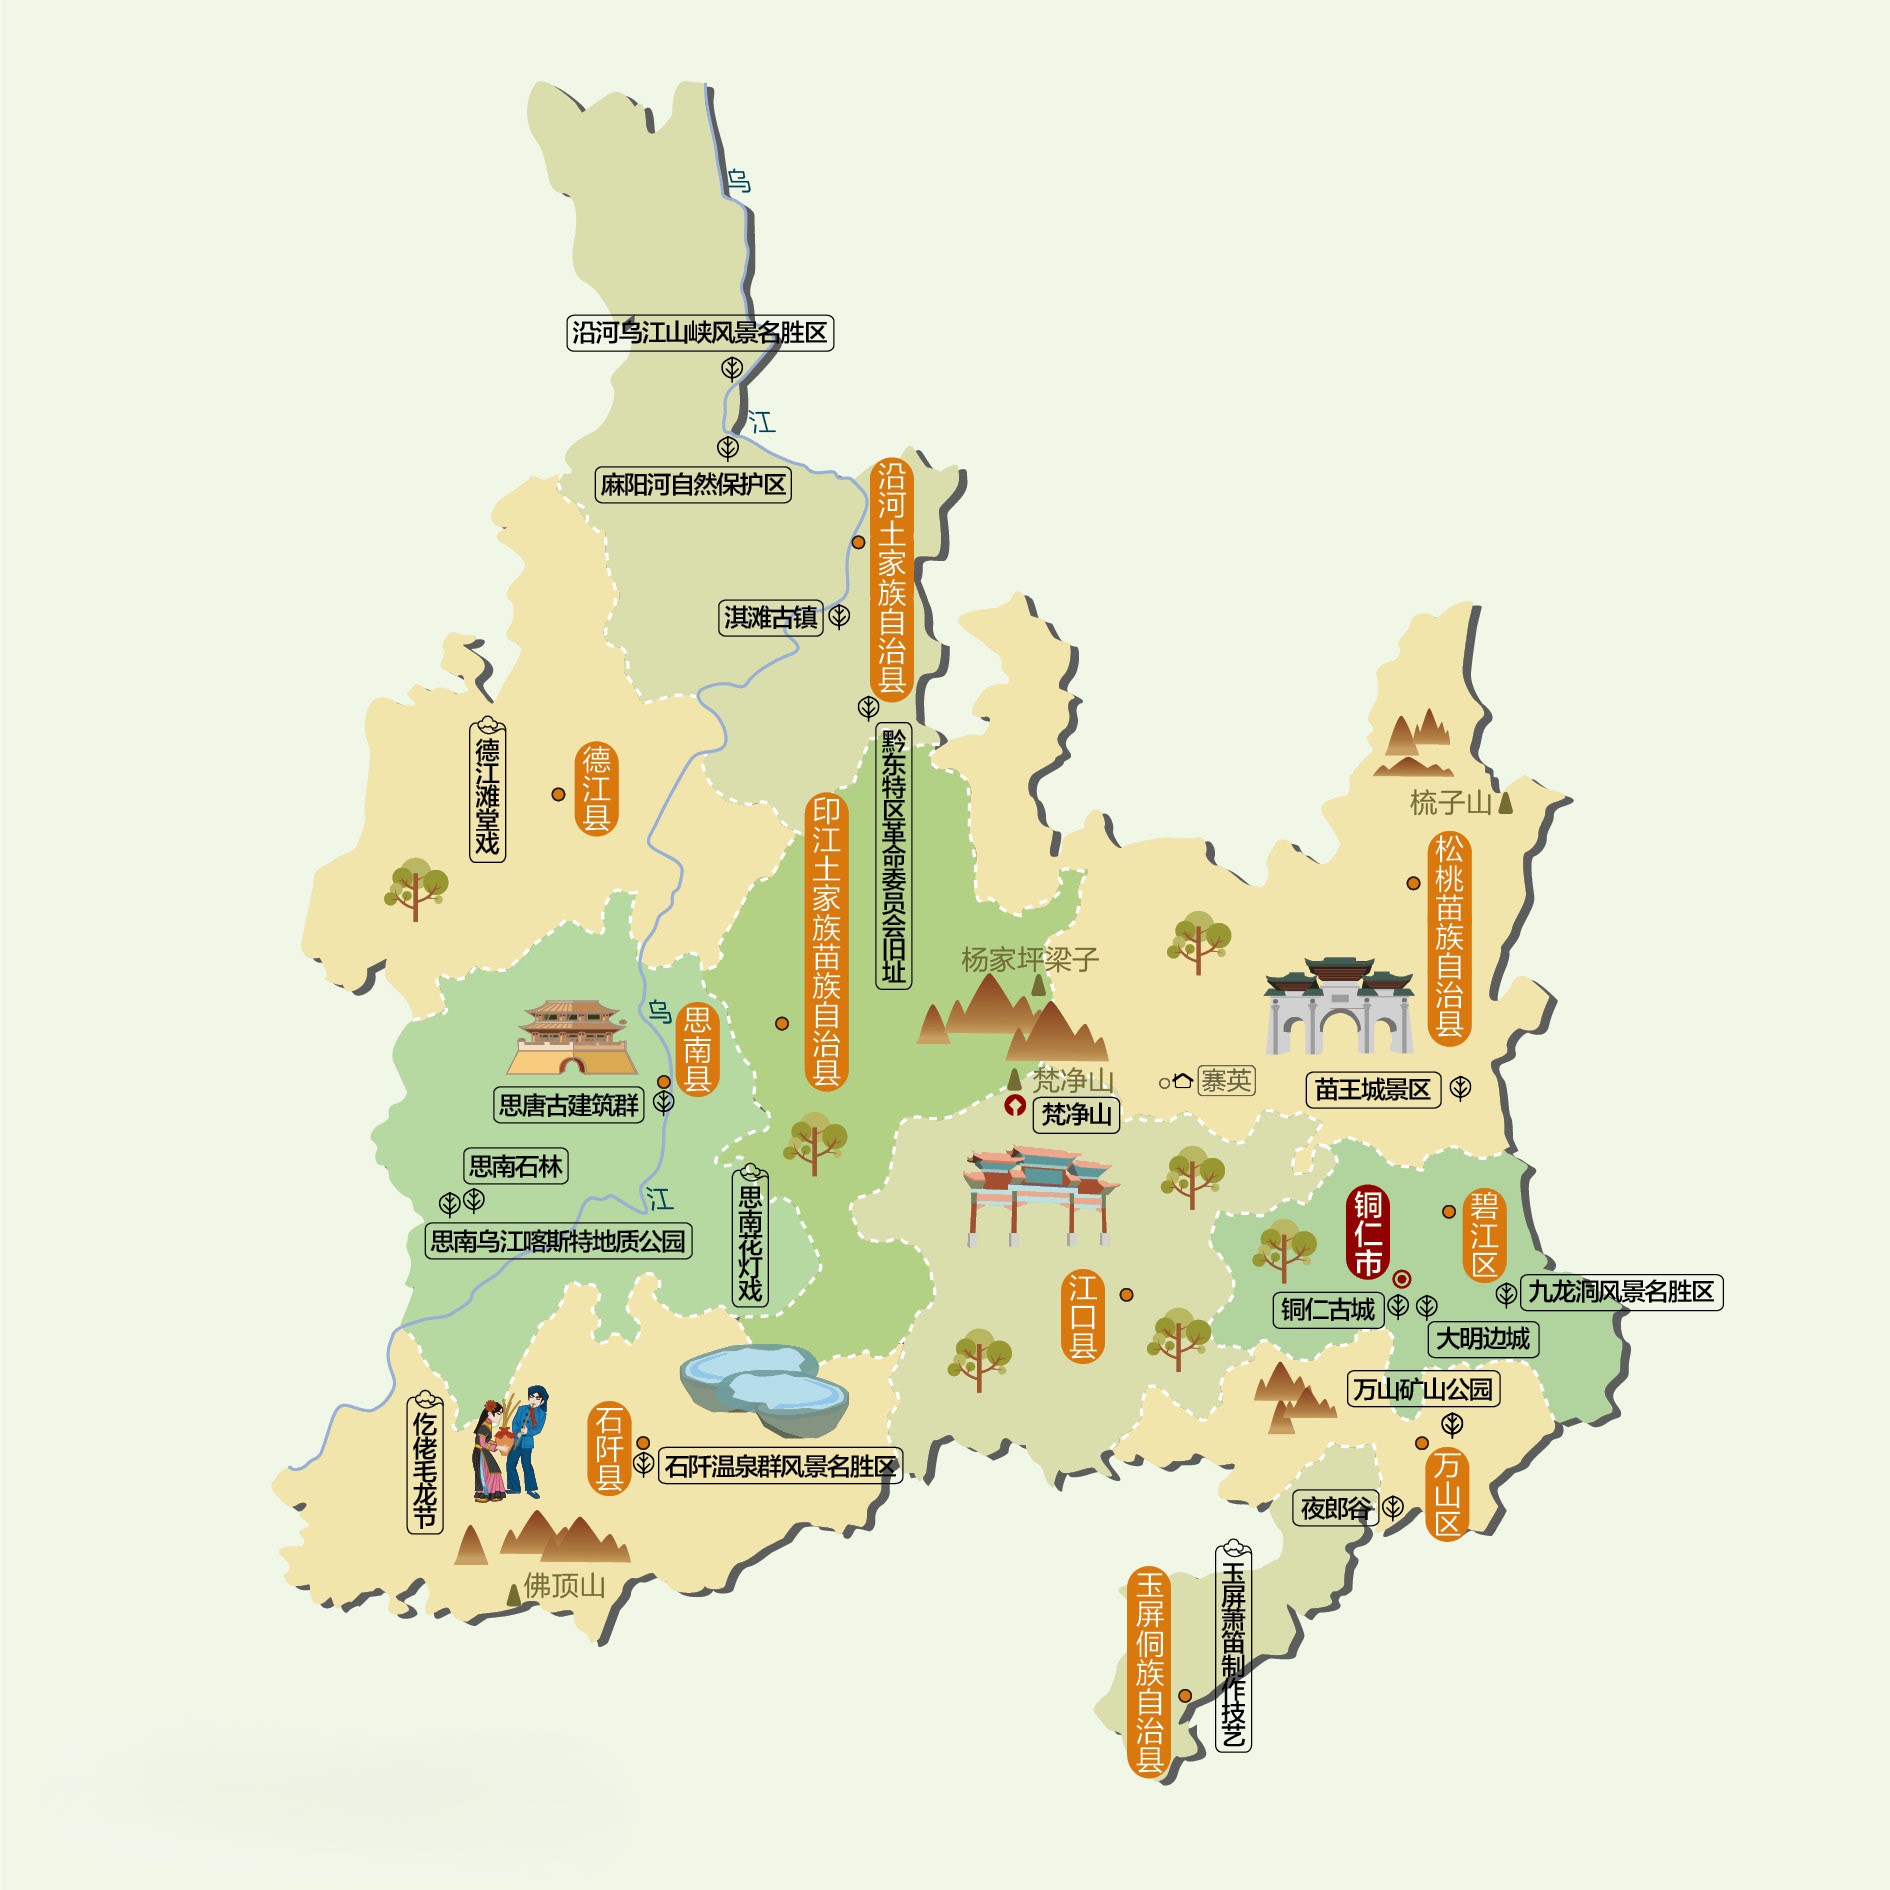 乌
沿河乌江山峡风景名胜区
江
麻阳河自然保护区
沿河土家族自治县
淇滩古镇
黔东特区革命委员会旧址
德江滩堂戏
德江县
印江土家族苗族自治县
梳子山
松桃苗族自治县
杨家坪梁子
乌
思南县
思唐古建筑群
梵净山
梵净山
寨英
苗王城景区
思南石林
江
思南乌江喀斯特地质公园
思南花灯戏
铜仁市
碧江区
江口县
铜仁古城
九龙洞风景名胜区
大明边城
万山矿山公园
仡佬毛龙节
石阡县
石阡温泉群风景名胜区
万山区
夜郎谷
佛顶山
玉屏侗族自治县
玉屏萧笛制作技艺